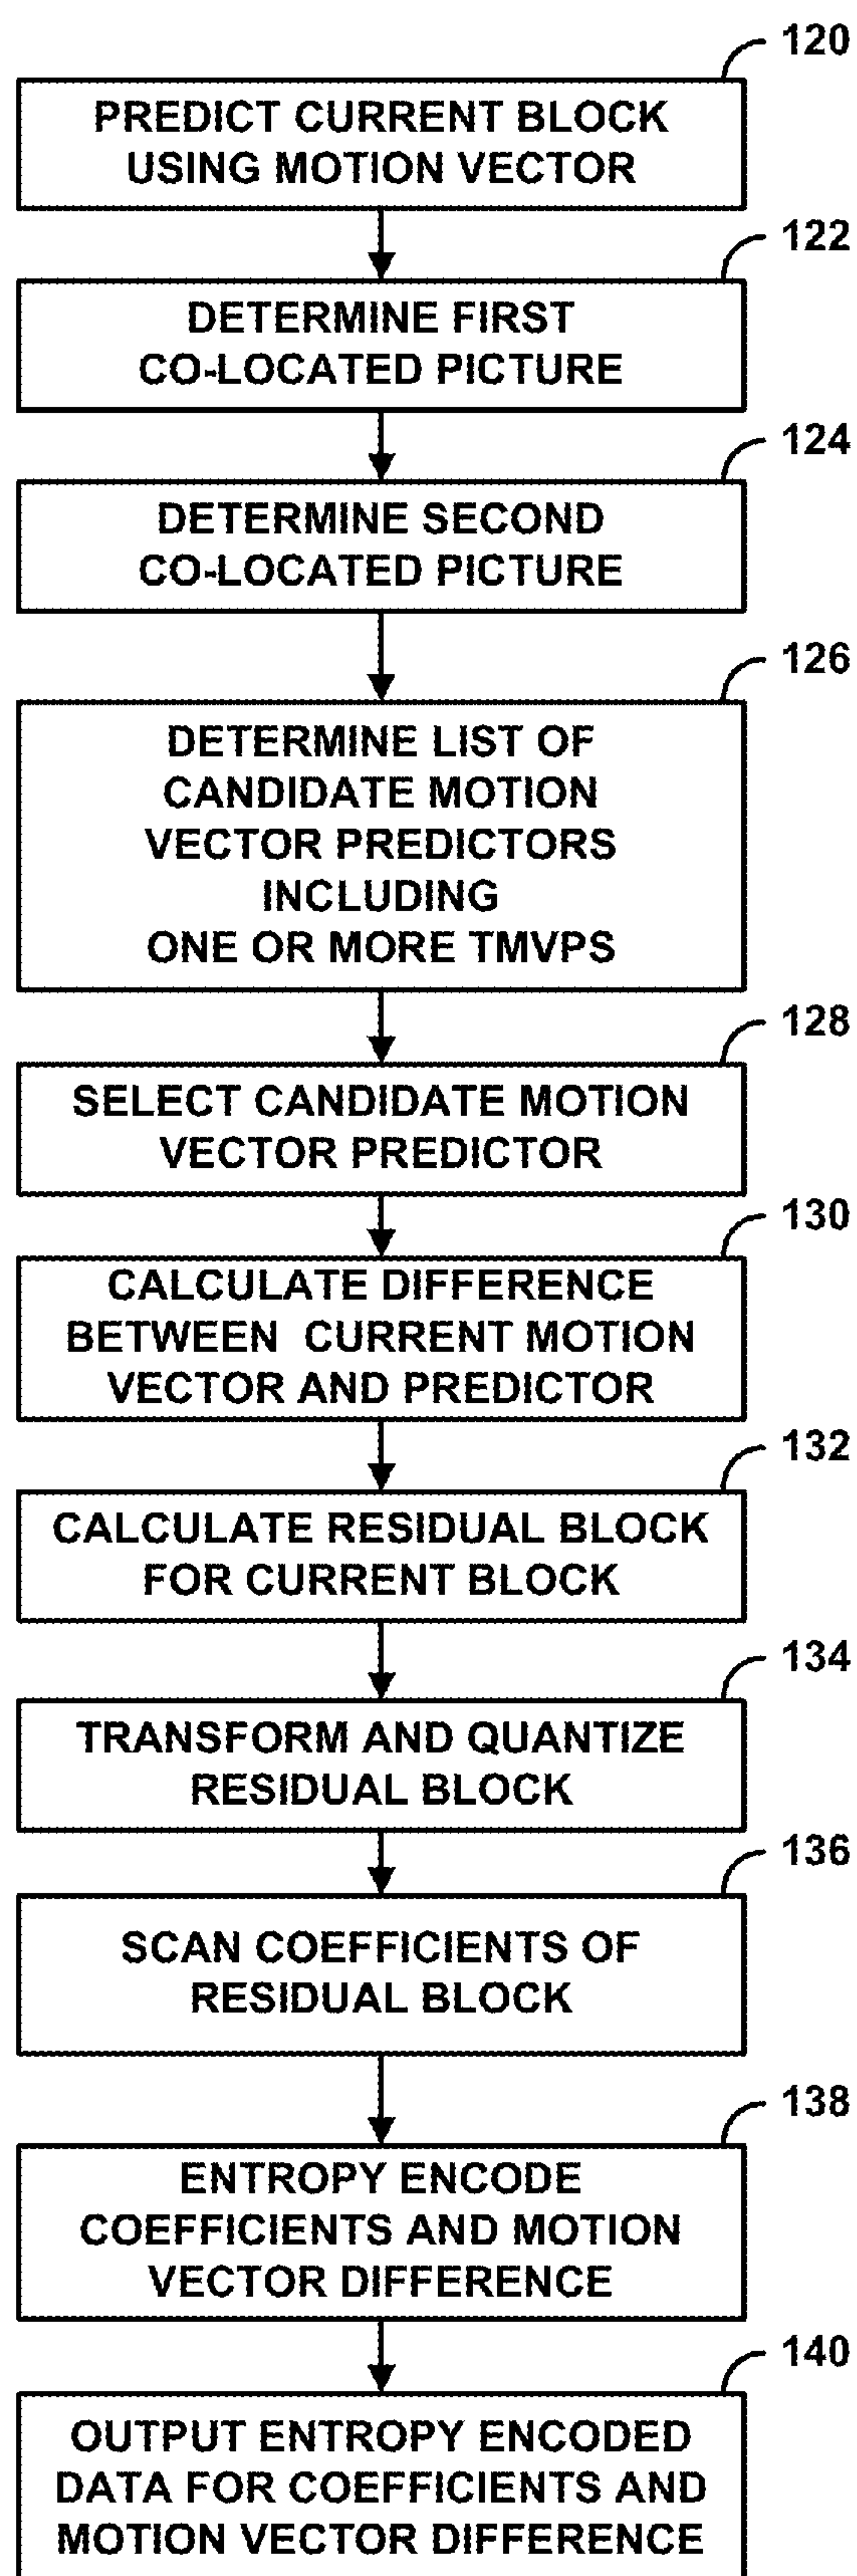 120
PREDICT CURRENT BLOCK
USING MOTION VECTOR
122
DETERMINE FIRST
CO-LOCATED PICTURE
124
DETERMINE SECOND
CO-LOCATED PICTURE
126
DETERMINE LIST OF
CANDIDATE MOTION
VECTOR PREDICTORS
INCLUDING
ONE OR MORE TMVPS
128
SELECT CANDIDATE MOTION
VECTOR PREDICTOR
130
CALCULATE DIFFERENCE
BETWEEN CURRENT MOTION
VECTOR AND PREDICTOR
132
CALCULATE RESIDUAL BLOCK
FOR CURRENT BLOCK
134
TRANSFORM AND QUANTIZE
RESIDUAL BLOCK
136
SCAN COEFFICIENTS OF
RESIDUAL BLOCK
138
ENTROPY ENCODE
COEFFICIENTS AND MOTION
VECTOR DIFFERENCE
140
OUTPUT ENTROPY ENCODED
DATA FOR COEFFICIENTS AND
MOTION VECTOR DIFFERENCE